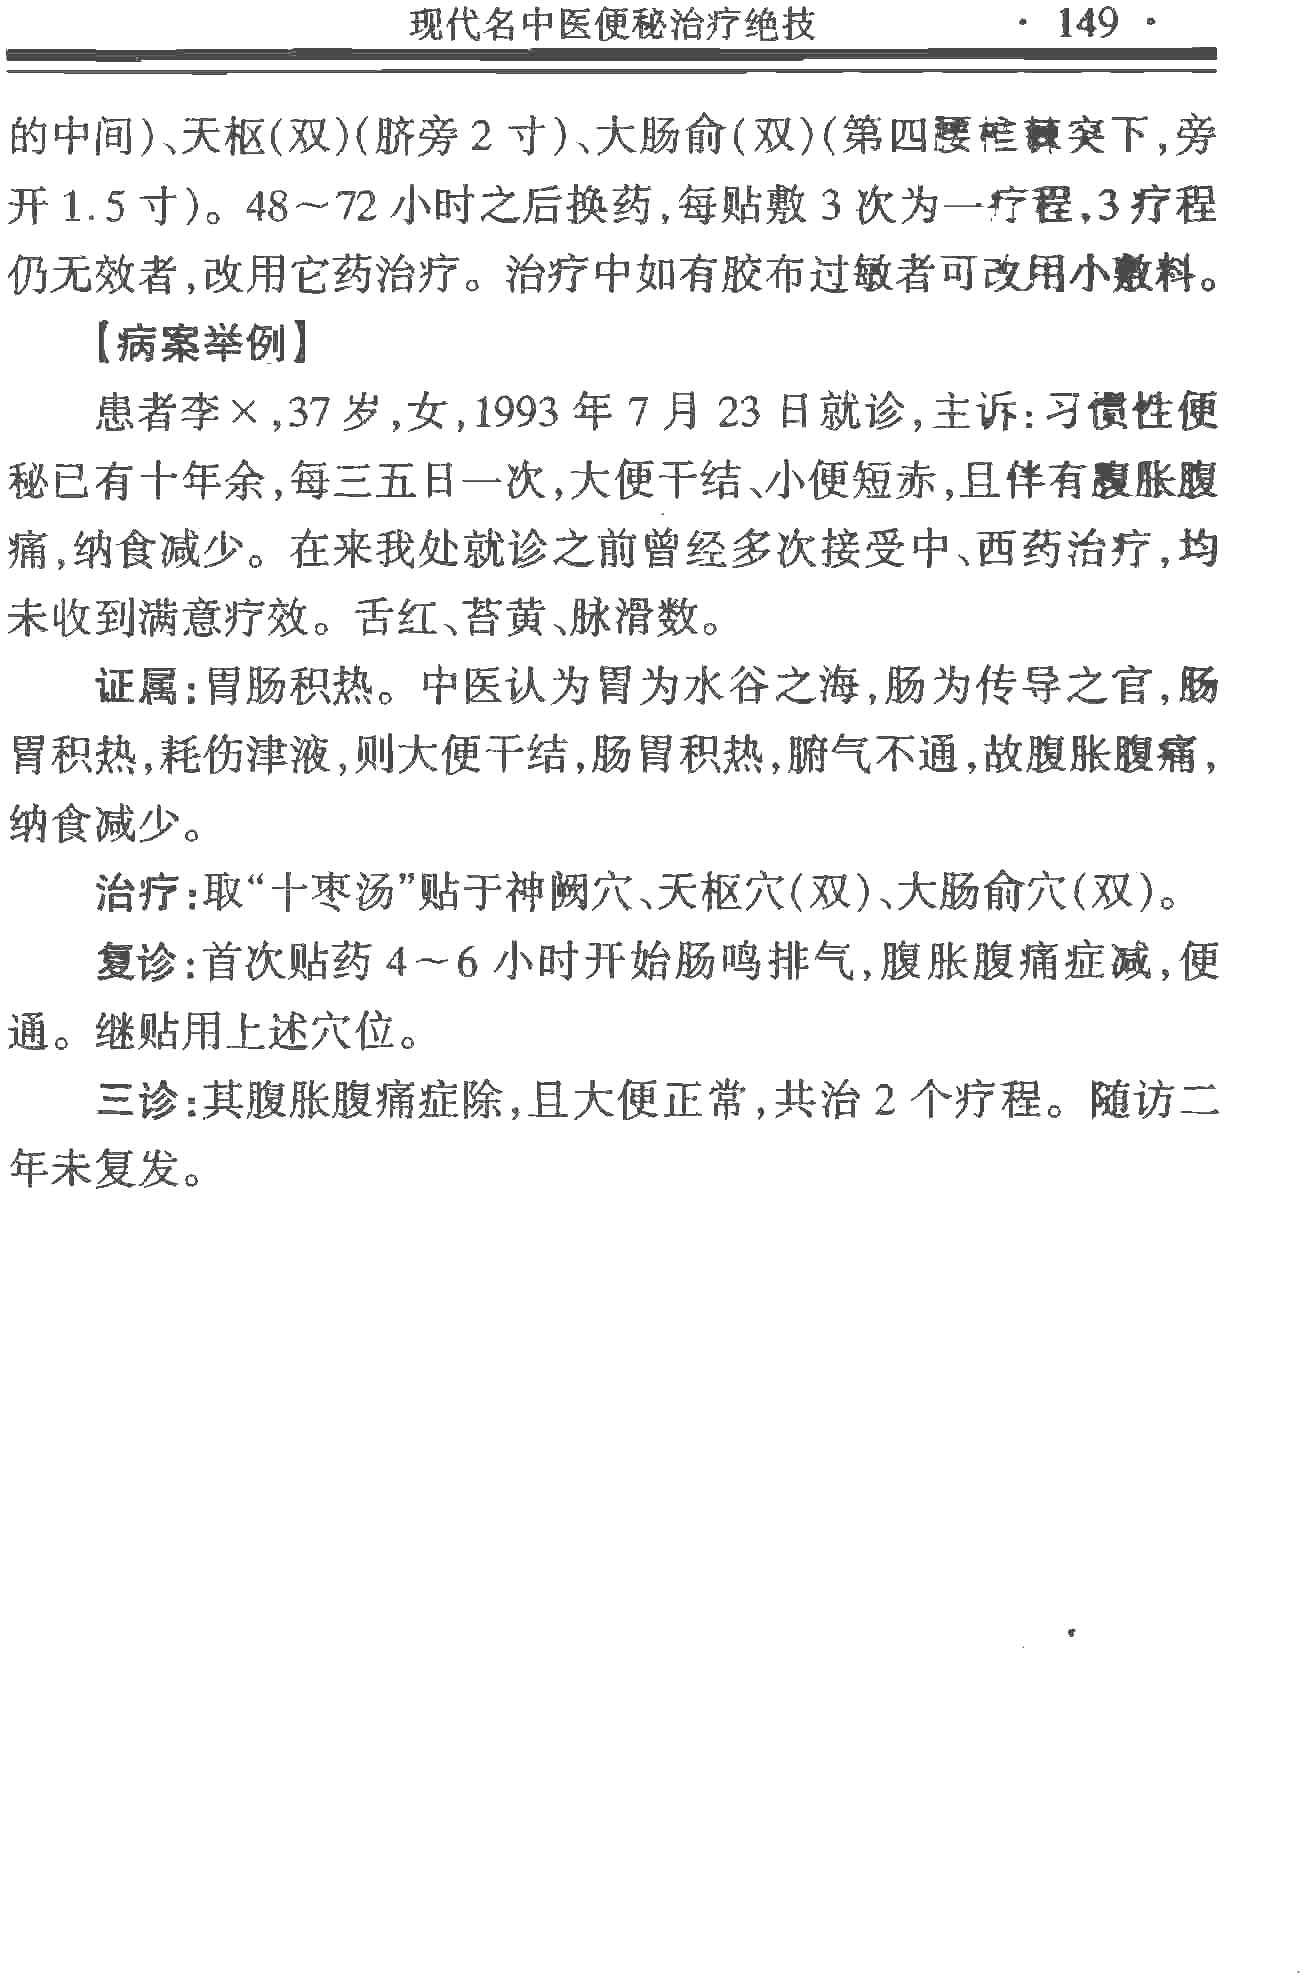 现代名中医便秘治疗绝技 · 149 ·
的中间)、天枢(双)(脐旁 2 寸)、大肠俞(双)(第四腰椎棘突下,旁
开 1.5 寸)。48～72 小时之后换药,每贴敷 3 次为一疗程,3 疗程
仍无效者,改用它药治疗。治疗中如有胶布过敏者可改用小敷料。
【病案举例】
患者李×,37 岁,女,1993 年 7 月 23 日就诊,主诉:习惯性便
秘已有十年余,每三五日一次,大便干结、小便短赤,且伴有腹胀腹
痛,纳食减少。在来我处就诊之前曾经多次接受中、西药治疗,均
未收到满意疗效。舌红、苔黄、脉滑数。
证属:胃肠积热。中医认为胃为水谷之海,肠为传导之官,肠
胃积热,耗伤津液,则大便干结,肠胃积热,腑气不通,故腹胀腹痛,
纳食减少。
治疗:取“十枣汤”贴于神阙穴、天枢穴(双)、大肠俞穴(双)。
复诊:首次贴药 4～6 小时开始肠鸣排气,腹胀腹痛症减,便
通。继贴用上述穴位。
三诊:其腹胀腹痛症除,且大便正常,共治 2 个疗程。随访二
年未复发。